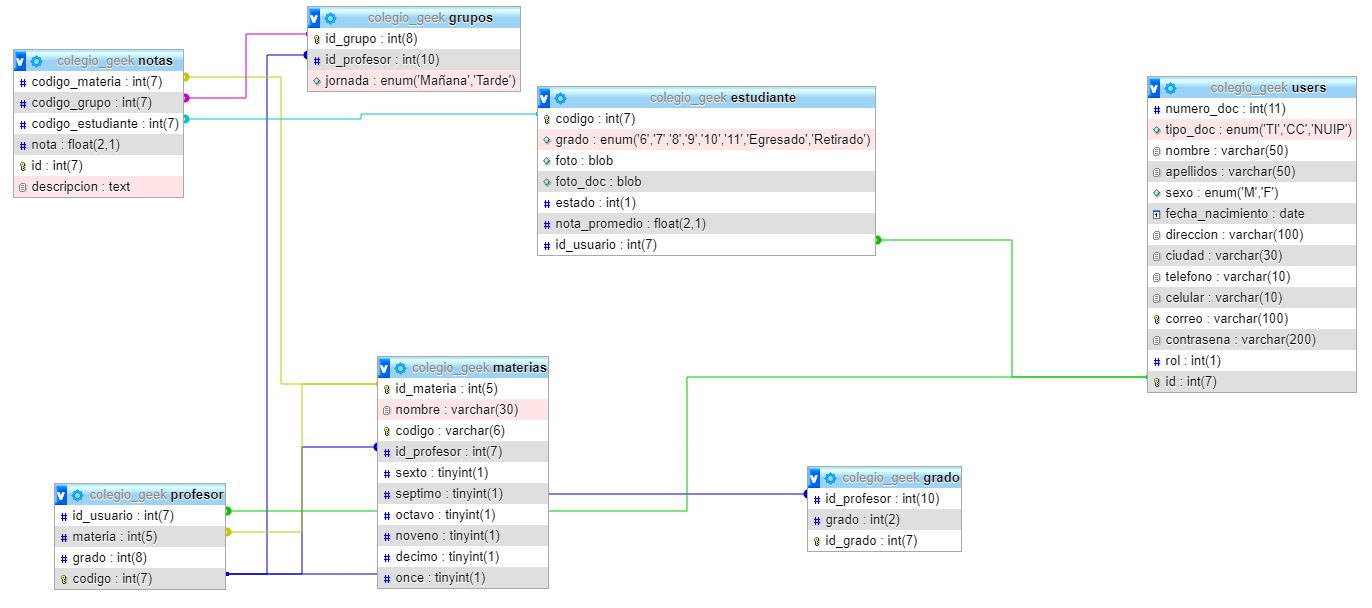 colegio_geek grupos
id_grupo : int(8)
id_profesor : int(10)
jornada : enum('Mañana','Tarde')
colegio_geek notas
codigo_materia : int(7)
codigo_grupo : int(7)
codigo_estudiante : int(7)
nota : float(2,1)
id : int(7)
descripcion : text
colegio_geek estudiante
codigo : int(7)
grado : enum('6','7','8','9','10','11','Egresado','Retirado')
foto : blob
foto_doc : blob
estado : int(1)
nota_promedio : float(2,1)
id_usuario : int(7)
colegio_geek users
numero_doc : int(11)
tipo_doc : enum('TI','CC','NUIP')
nombre : varchar(50)
apellidos : varchar(50)
sexo : enum('M','F')
fecha_nacimiento : date
direccion : varchar(100)
ciudad : varchar(30)
telefono : varchar(10)
celular : varchar(10)
correo : varchar(100)
contrasena : varchar(200)
rol : int(1)
id : int(7)
colegio_geek materias
id_materia : int(5)
nombre : varchar(30)
codigo : varchar(6)
id_profesor : int(7)
sexto : tinyint(1)
septimo : tinyint(1)
octavo : tinyint(1)
noveno : tinyint(1)
decimo : tinyint(1)
once : tinyint(1)
colegio_geek profesor
id_usuario : int(7)
materia : int(5)
grado : int(8)
codigo : int(7)
colegio_geek grado
id_profesor : int(10)
grado : int(2)
id_grado : int(7)